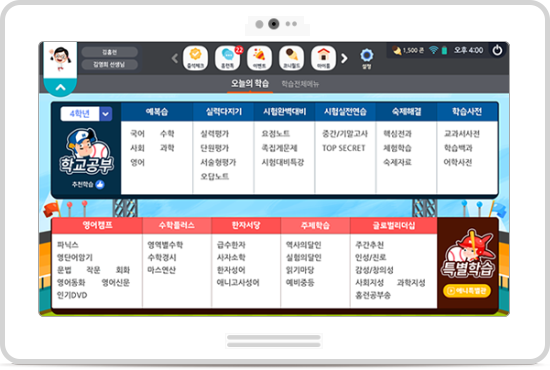 김홍련
김영희 선생님
출석체크
홈런톡
22
이벤트
코니월드
마이홈
설정
1,500 콘
오후 4:00
오늘의 학습
학습전체메뉴
4학년
학교공부
추천학습
예복습
국어 수학
사회 과학
영어
실력다지기
실력평가
단원평가
서술형평가
오답노트
시험완벽대비
요점노트
족집게문제
시험대비특강
시험실전연습
중간/기말고사
TOP SECRET
숙제해결
핵심전과
체험학습
숙제자료
학습사전
교과서사전
학습백과
어학사전
영어캠프
파닉스
영단어암기
문법 작문 회화
영어동화 영어신문
인기DVD
수학플러스
영역별수학
수학경시
마스연산
한자서당
급수한자
사자소학
한자성어
애니고사성어
주제학습
역사의달인
실험의달인
읽기마당
예비중등
글로벌리더십
주간추천
인성/진로
감성/창의성
사회지성 과학지성
홈런공부송
특별학습
애니특별관